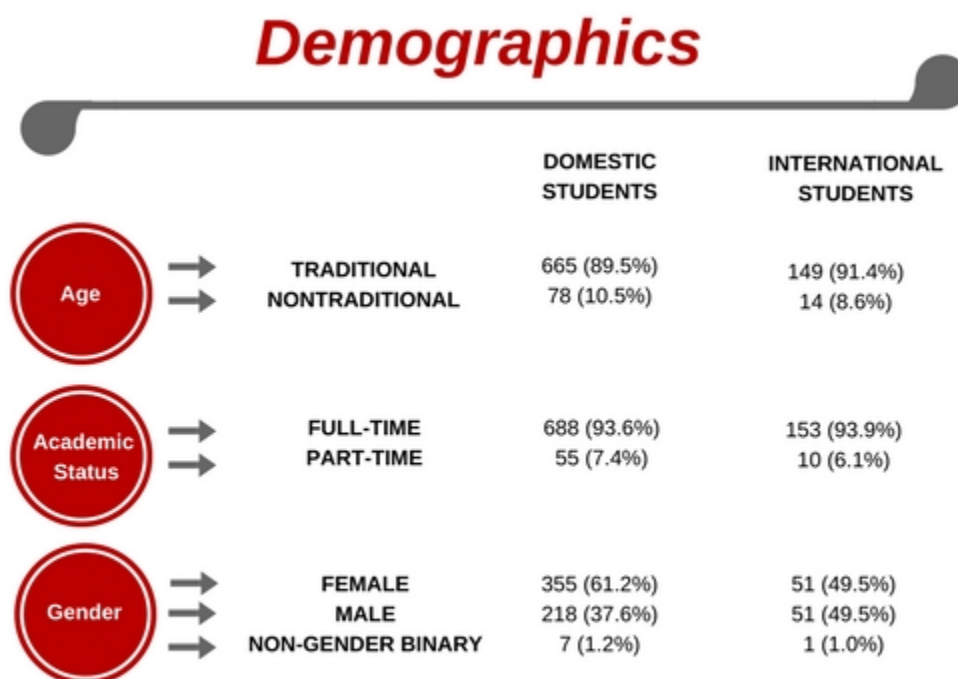 Demographics
DOMESTIC STUDENTS
INTERNATIONAL STUDENTS
Age
TRADITIONAL 665 (89.5%) 149 (91.4%)
NONTRADITIONAL 78 (10.5%) 14 (8.6%)
Academic Status
FULL-TIME 688 (93.6%) 153 (93.9%)
PART-TIME 55 (7.4%) 10 (6.1%)
Gender
FEMALE 355 (61.2%) 51 (49.5%)
MALE 218 (37.6%) 51 (49.5%)
NON-GENDER BINARY 7 (1.2%) 1 (1.0%)